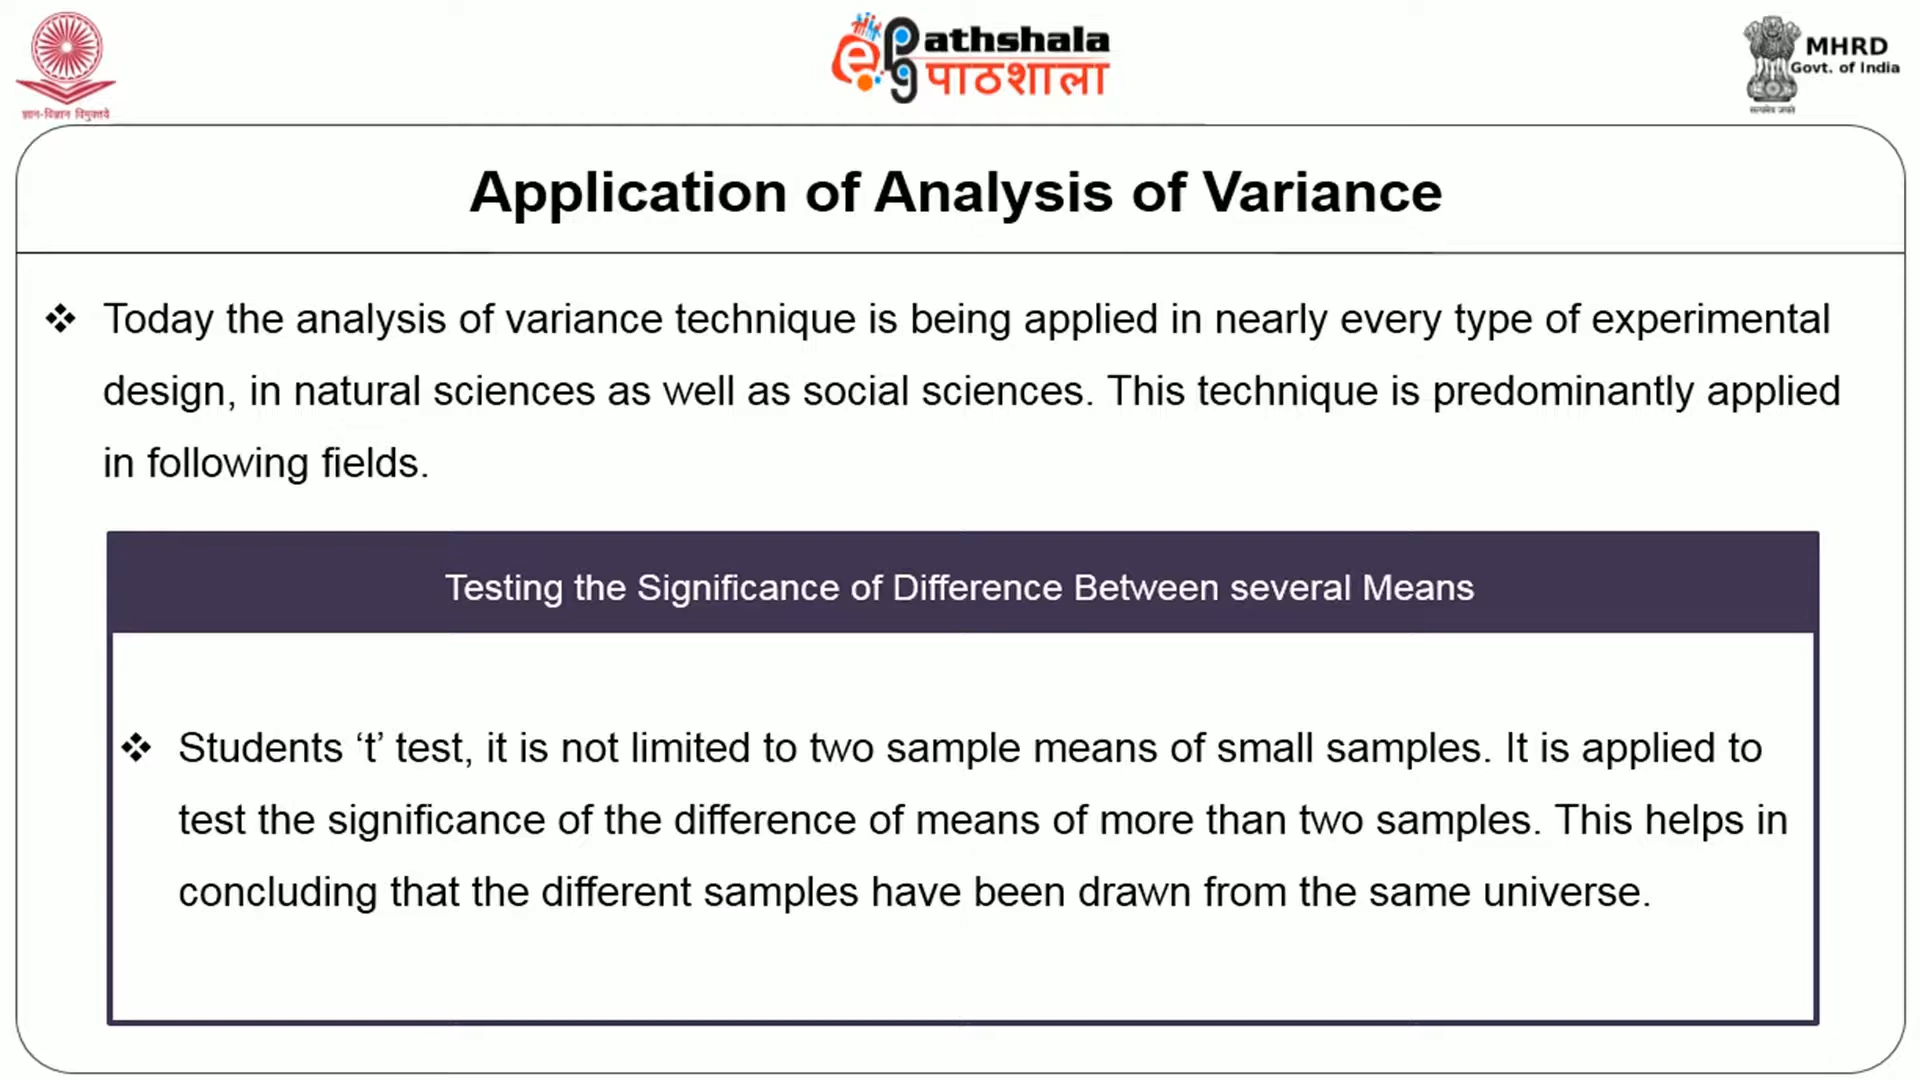 ज्ञान-विज्ञान विमुक्तये
e
pg
athshala
पाठशाला
MHRD
Govt. of India
सत्यमेव जयते
Application of Analysis of Variance
❖ Today the analysis of variance technique is being applied in nearly every type of experimental
design, in natural sciences as well as social sciences. This technique is predominantly applied
in following fields.
Testing the Significance of Difference Between several Means
❖ Students ‘t’ test, it is not limited to two sample means of small samples. It is applied to
test the significance of the difference of means of more than two samples. This helps in
concluding that the different samples have been drawn from the same universe.